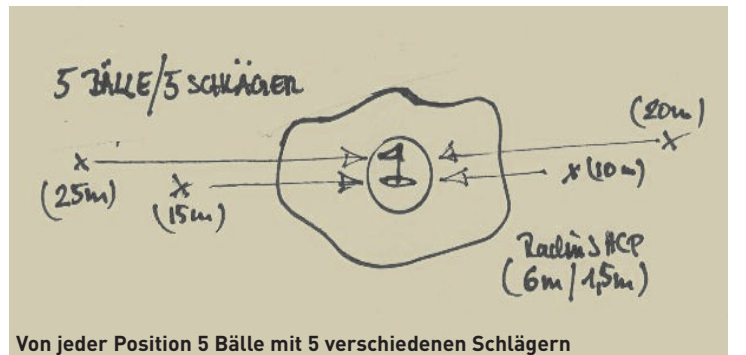 5 BÄLLE/5 SCHLÄGER
(20m)
(25m)
(15m)
1
x (10m)
Radius HCP
(6m/1,5m)
Von jeder Position 5 Bälle mit 5 verschiedenen Schlägern